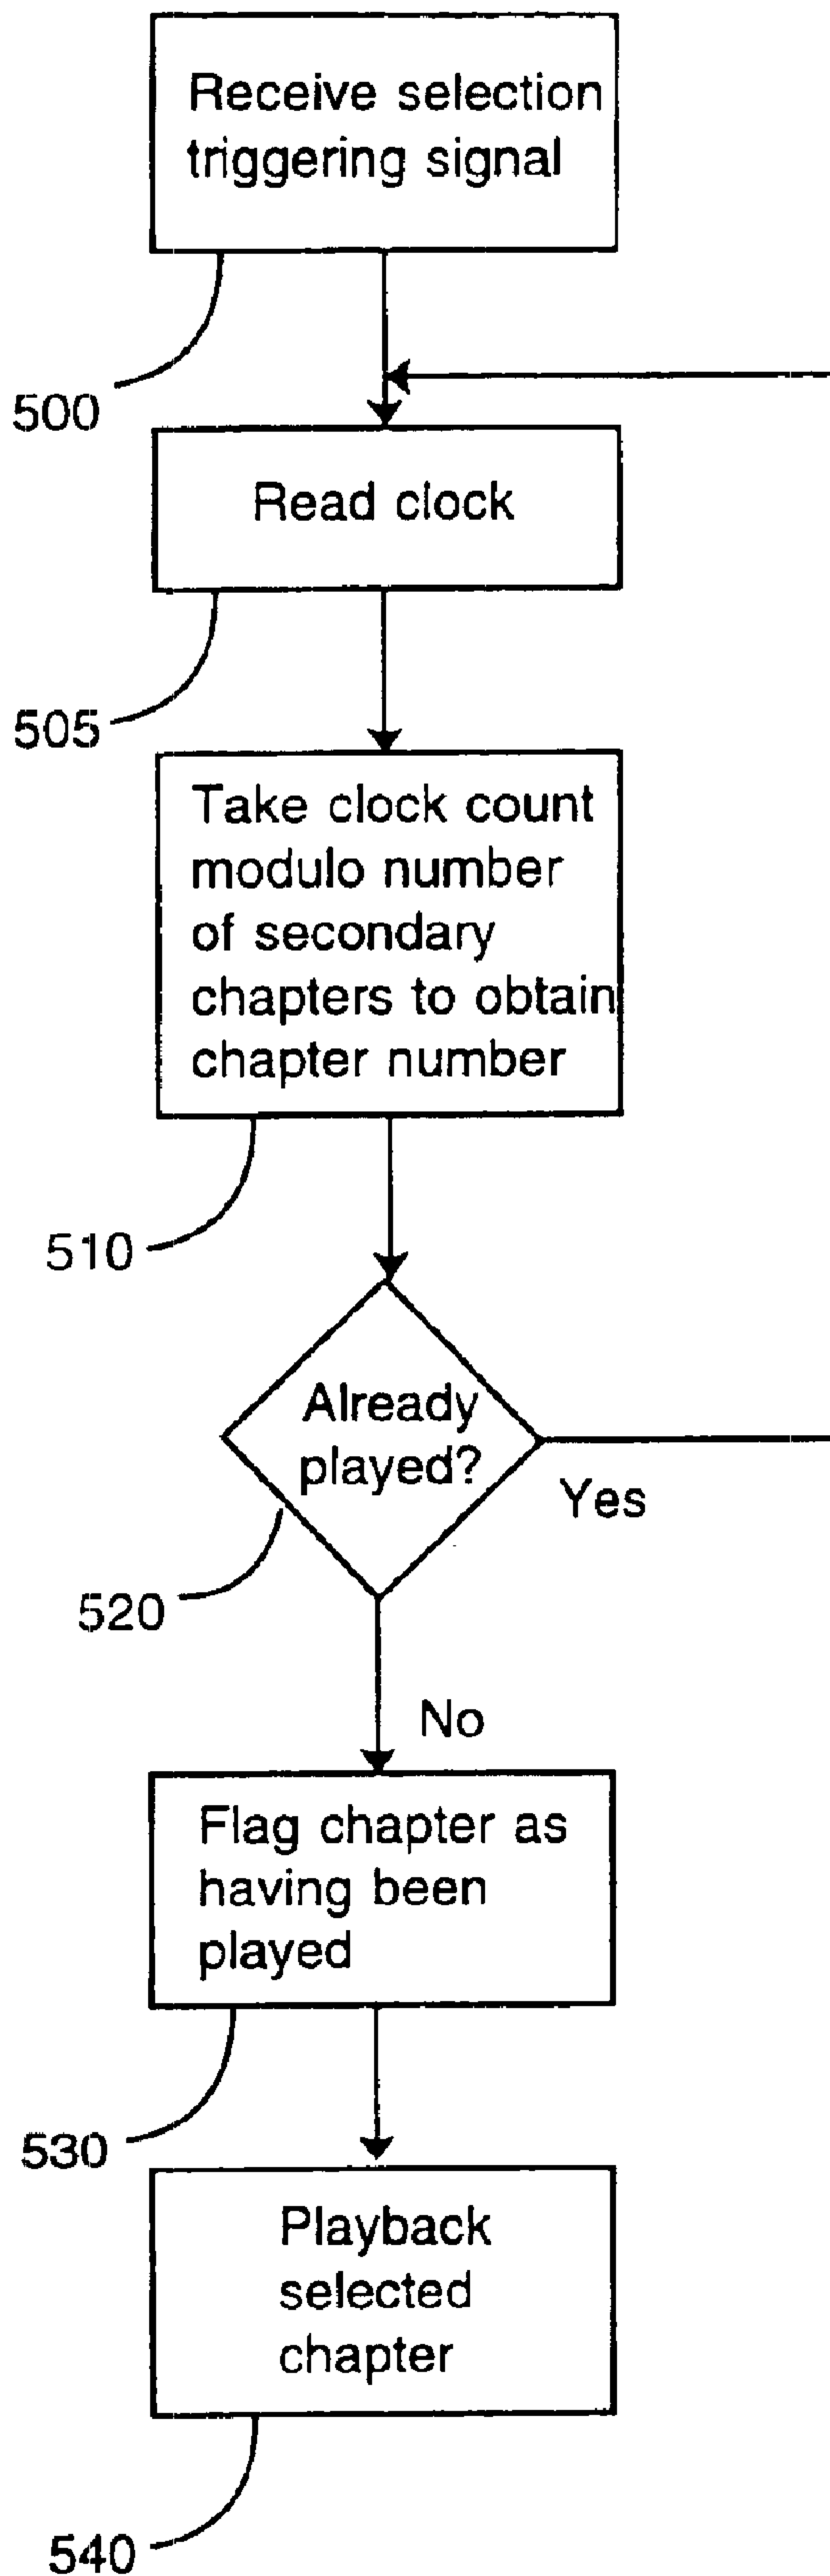 Receive selection
triggering signal
500
Read clock
505
Take clock count
modulo number
of secondary
chapters to obtain
chapter number
510
Already
played?
Yes
520
No
Flag chapter as
having been
played
530
Playback
selected
chapter
540